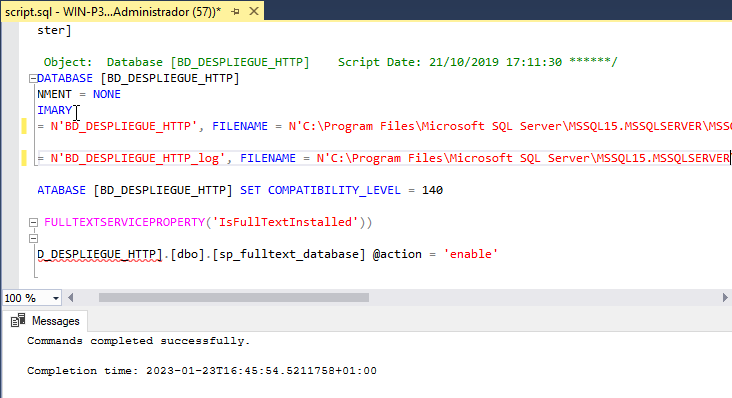 script.sql - WIN-P3...Administrador (57))*
ster]
Object:  Database [BD_DESPLIEGUE_HTTP]    Script Date: 21/10/2019 17:11:30 ******/
DATABASE [BD_DESPLIEGUE_HTTP]
NMENT = NONE
IMARY
= N'BD_DESPLIEGUE_HTTP', FILENAME = N'C:\Program Files\Microsoft SQL Server\MSSQL15.MSSQLSERVER\MSS
= N'BD_DESPLIEGUE_HTTP_log', FILENAME = N'C:\Program Files\Microsoft SQL Server\MSSQL15.MSSQLSERVER
ATABASE [BD_DESPLIEGUE_HTTP] SET COMPATIBILITY_LEVEL = 140
FULLTEXTSERVICEPROPERTY('IsFullTextInstalled'))
D_DESPLIEGUE_HTTP].[dbo].[sp_fulltext_database] @action = 'enable'
100 %
Messages
Commands completed successfully.
Completion time: 2023-01-23T16:45:54.5211758+01:00